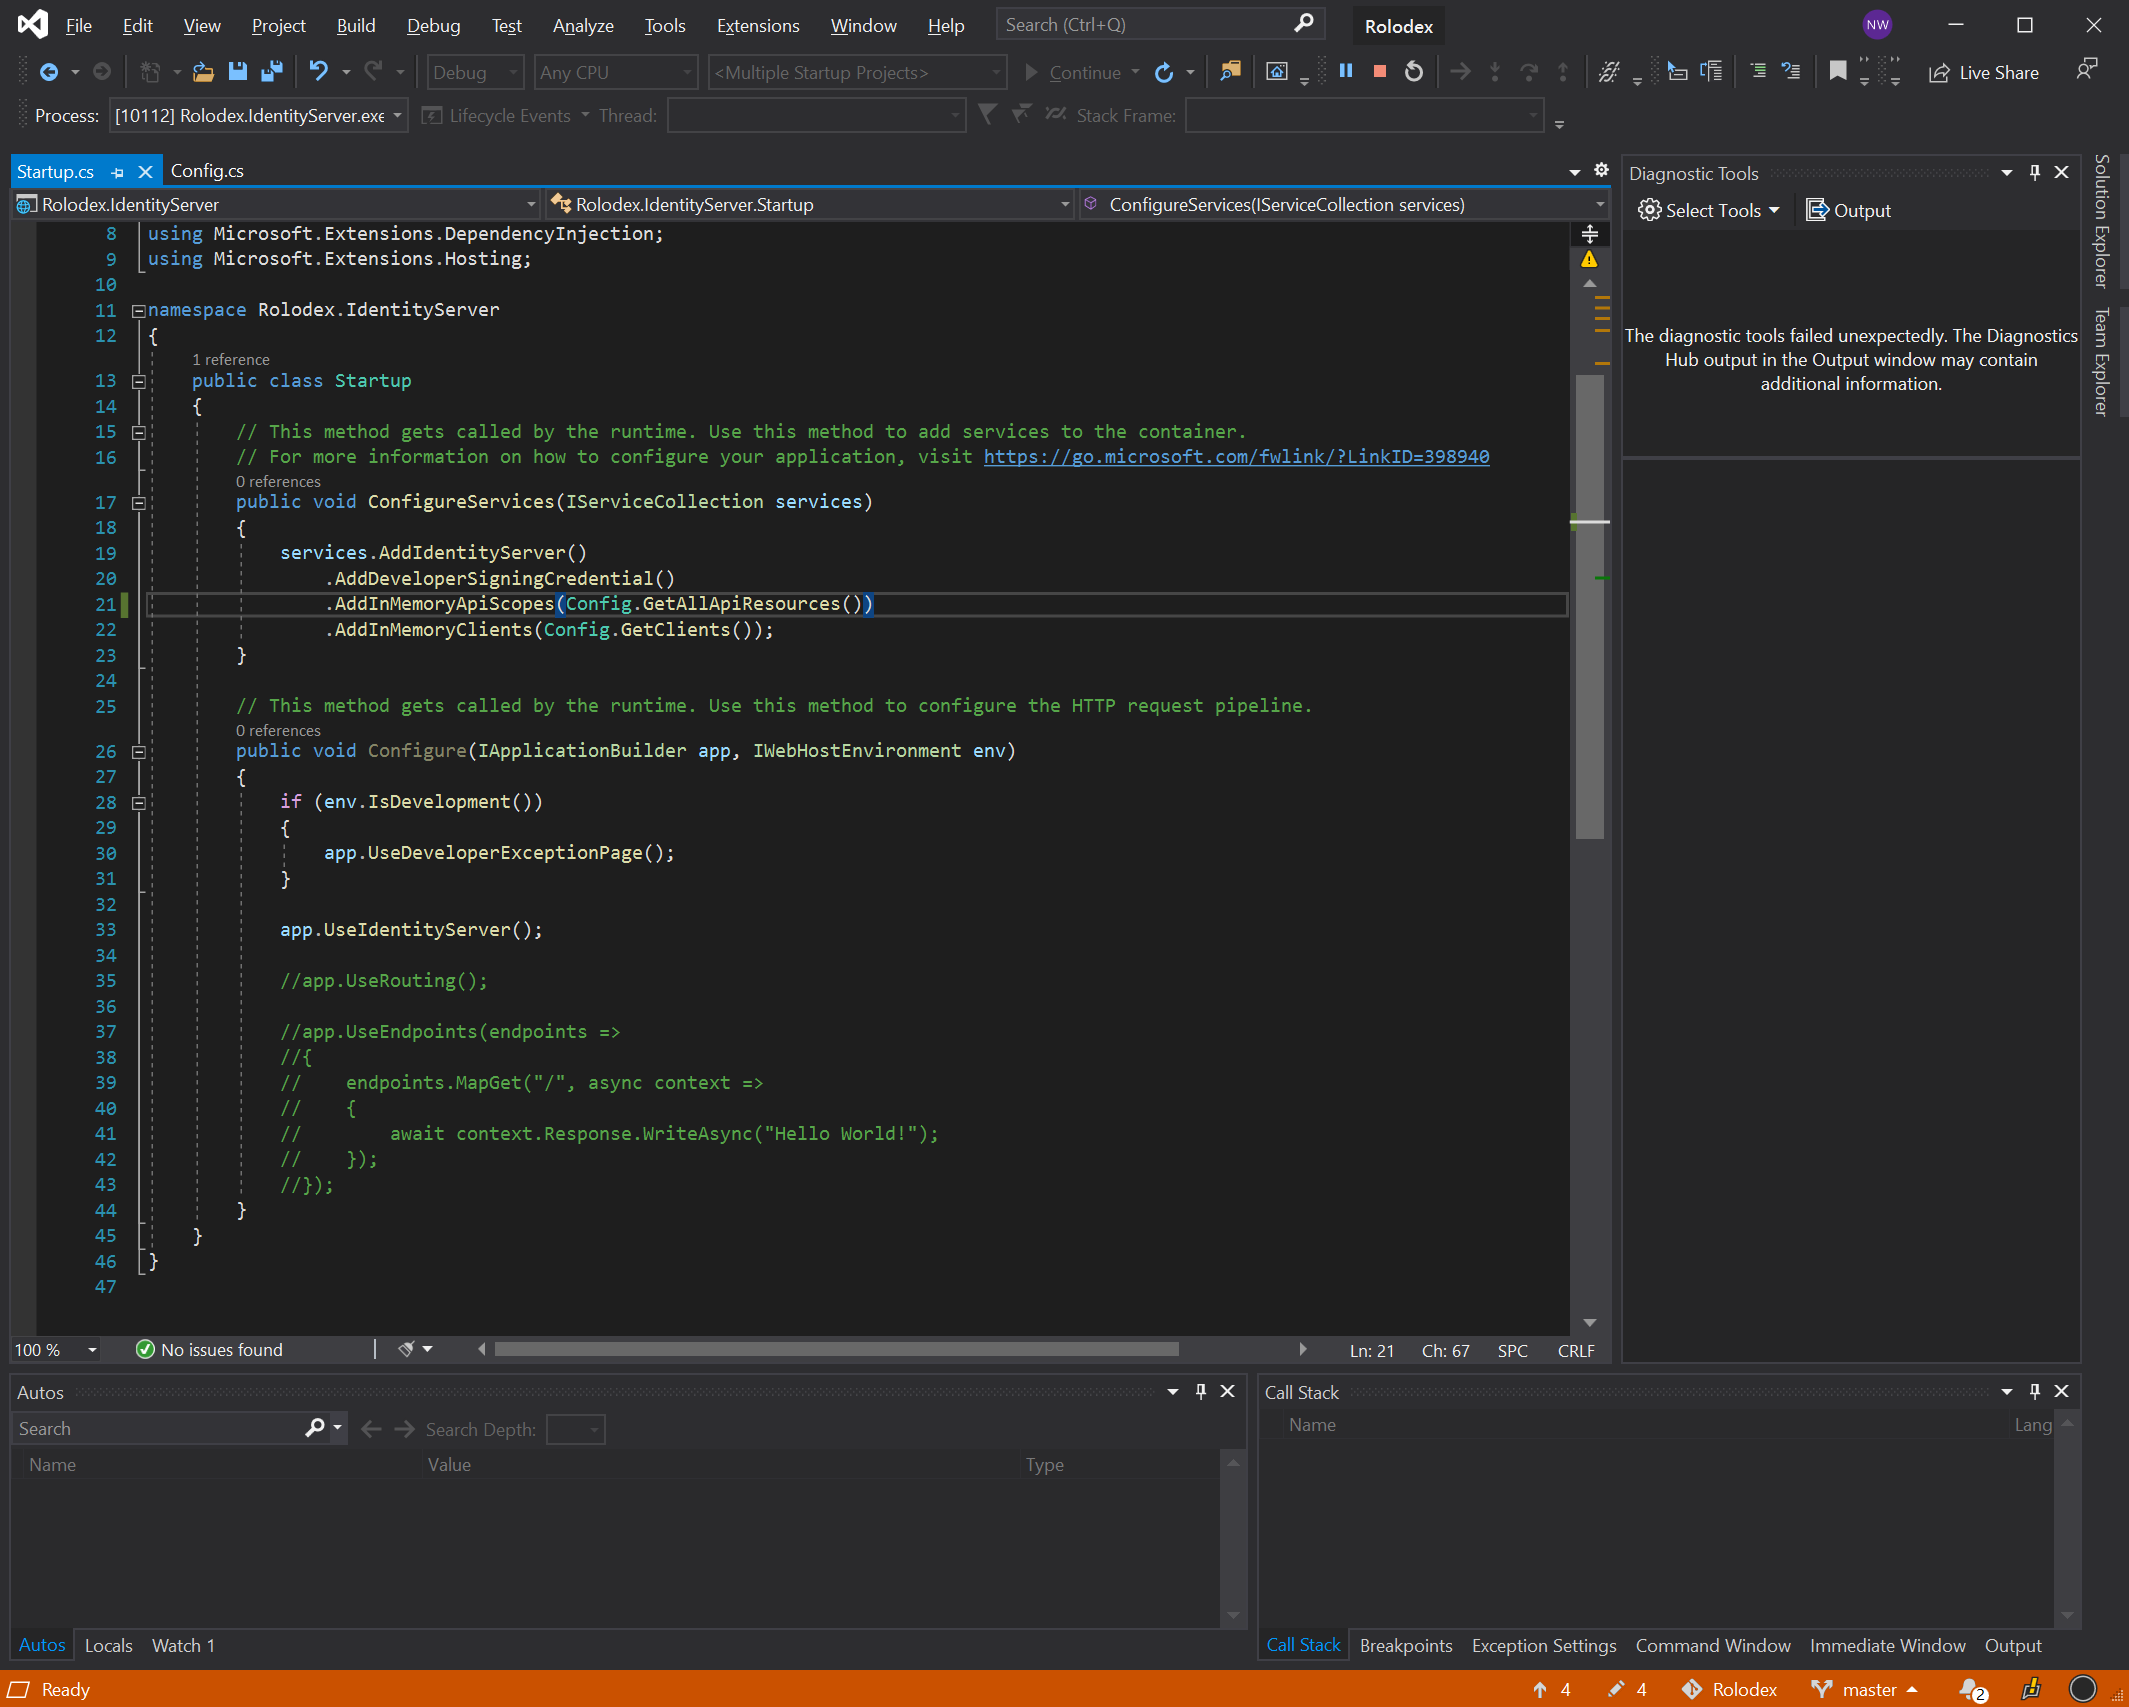 File Edit View Project Build Debug Test Analyze Tools Extensions Window Help Search (Ctrl+Q) Rolodex NW
Debug Any CPU <Multiple Startup Projects> Continue Live Share
Process: [10112] Rolodex.IdentityServer.exe Lifecycle Events Thread: Stack Frame:
Startup.cs Config.cs
Rolodex.IdentityServer Rolodex.IdentityServer.Startup ConfigureServices(IServiceCollection services)
8 using Microsoft.Extensions.DependencyInjection;
9 using Microsoft.Extensions.Hosting;
10
11 namespace Rolodex.IdentityServer
12 {
1 reference
13 public class Startup
14 {
15 // This method gets called by the runtime. Use this method to add services to the container.
16 // For more information on how to configure your application, visit https://go.microsoft.com/fwlink/?LinkID=398940
0 references
17 public void ConfigureServices(IServiceCollection services)
18 {
19 services.AddIdentityServer()
20 .AddDeveloperSigningCredential()
21 .AddInMemoryApiScopes(Config.GetAllApiResources())
22 .AddInMemoryClients(Config.GetClients());
23 }
24
25 // This method gets called by the runtime. Use this method to configure the HTTP request pipeline.
0 references
26 public void Configure(IApplicationBuilder app, IWebHostEnvironment env)
27 {
28 if (env.IsDevelopment())
29 {
30 app.UseDeveloperExceptionPage();
31 }
32
33 app.UseIdentityServer();
34
35 //app.UseRouting();
36
37 //app.UseEndpoints(endpoints =>
38 //{
39 //    endpoints.MapGet("/", async context =>
40 //    {
41 //        await context.Response.WriteAsync("Hello World!");
42 //    });
43 //});
44 }
45 }
46 }
47
100 % No issues found Ln: 21 Ch: 67 SPC CRLF
Diagnostic Tools
Select Tools Output
The diagnostic tools failed unexpectedly. The Diagnostics
Hub output in the Output window may contain
additional information.
Solution Explorer
Team Explorer
Autos
Search Search Depth:
Name Value Type
Autos Locals Watch 1
Call Stack
Name Lang
Call Stack Breakpoints Exception Settings Command Window Immediate Window Output
Ready 4 4 Rolodex master 2